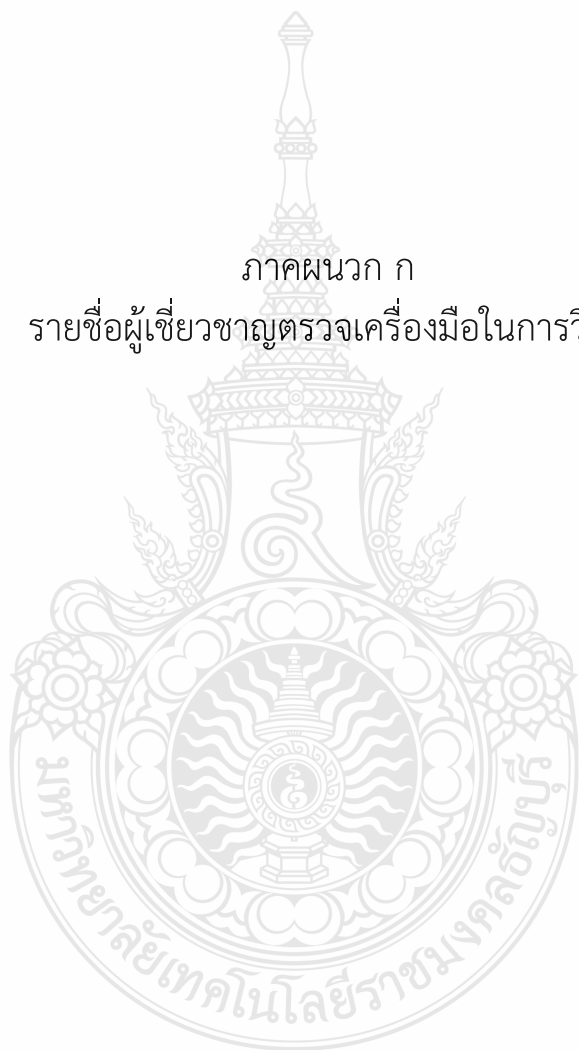 ภาคผนวก ก
รายชื่อผู้เชี่ยวชาญตรวจเครื่องมือในการวิ
มหาวิทยาลัยเทคโนโลยีราชมงคลธัญบุรี